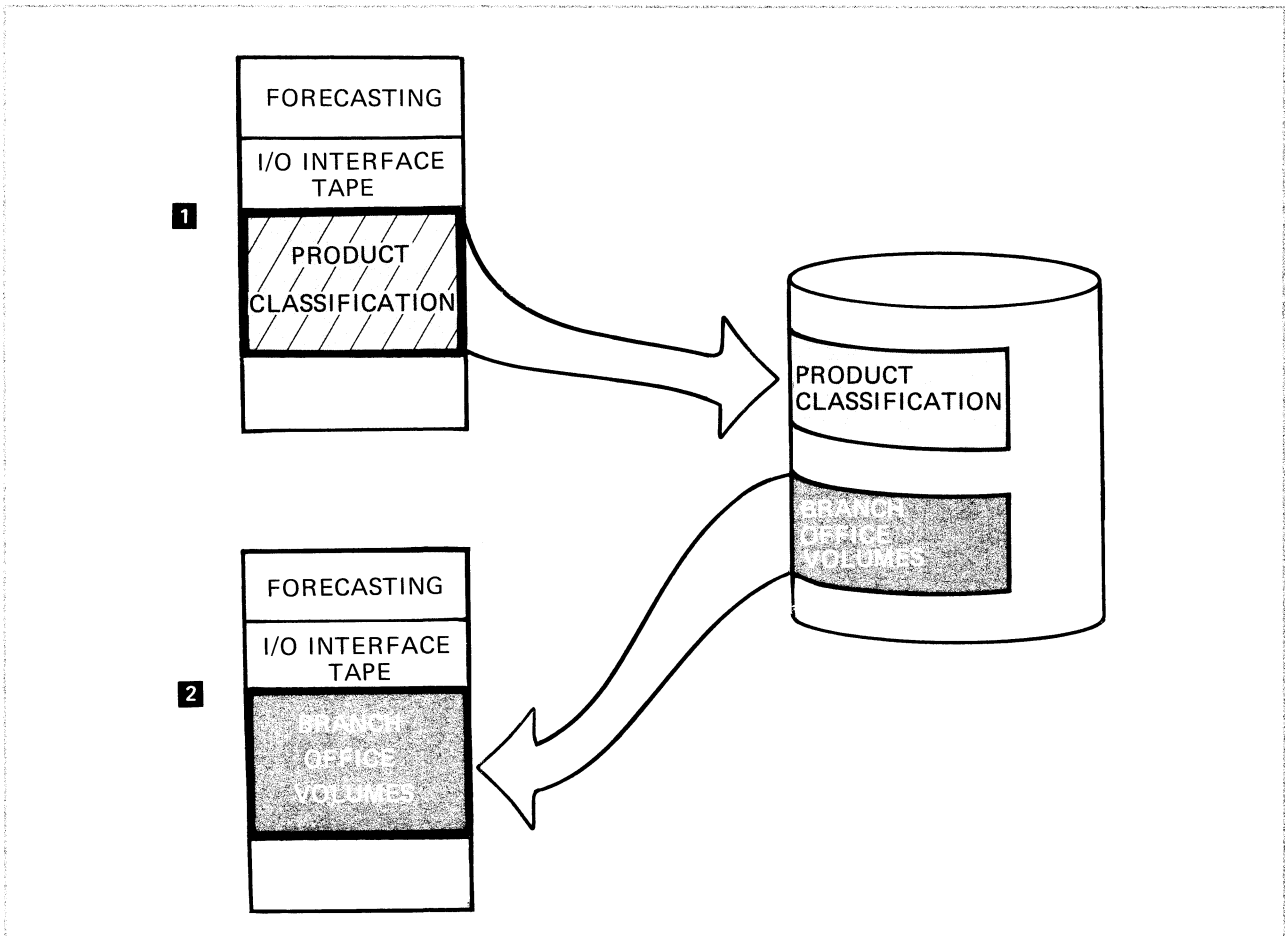 FORECASTING
I/O INTERFACE
TAPE
1
PRODUCT
CLASSIFICATION
PRODUCT
CLASSIFICATION
BRANCH
OFFICE
VOLUMES
FORECASTING
I/O INTERFACE
TAPE
2
BRANCH
OFFICE
VOLUMES